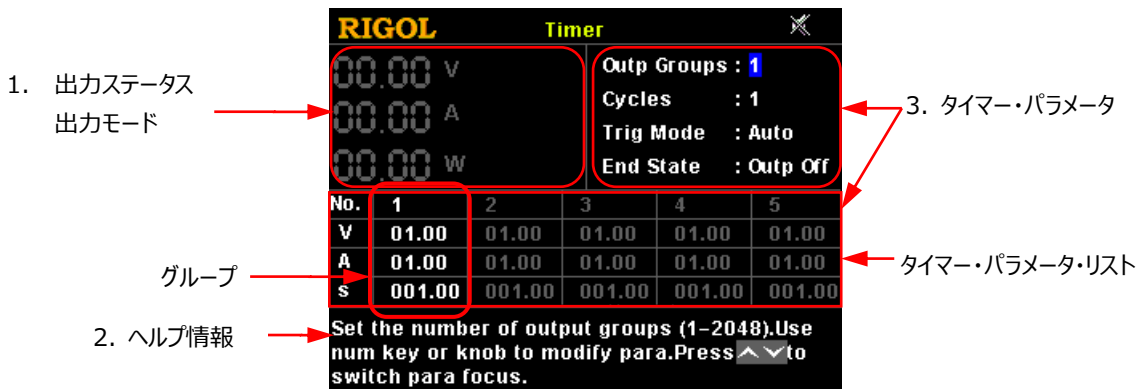 RIGOL Timer
00.00 V
00.00 A
00.00 W
Outp Groups : 1
Cycles : 1
Trig Mode : Auto
End State : Outp Off
No. 1 2 3 4 5
V 01.00 01.00 01.00 01.00 01.00
A 01.00 01.00 01.00 01.00 01.00
s 001.00 001.00 001.00 001.00 001.00
Set the number of output groups (1-2048).Use
num key or knob to modify para.Press to
switch para focus.
1. 出力ステータス
出力モード
グループ
2. ヘルプ情報
3. タイマー・パラメータ
タイマー・パラメータ・リスト